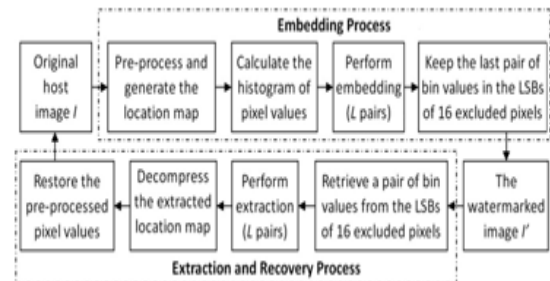 Embedding Process
Original
host
image I
Pre-process and
generate the
location map
Calculate the
histogram of
pixel values
Perform
embedding
(L pairs)
Keep the last pair of
bin values in the LSBs
of 16 excluded pixels
Restore the
pre-processed
pixel values
Decompress
the extracted
location map
Perform
extraction
(L pairs)
Retrieve a pair of bin
values from the LSBs
of 16 excluded pixels
The
watermarked
image I'
Extraction and Recovery Process